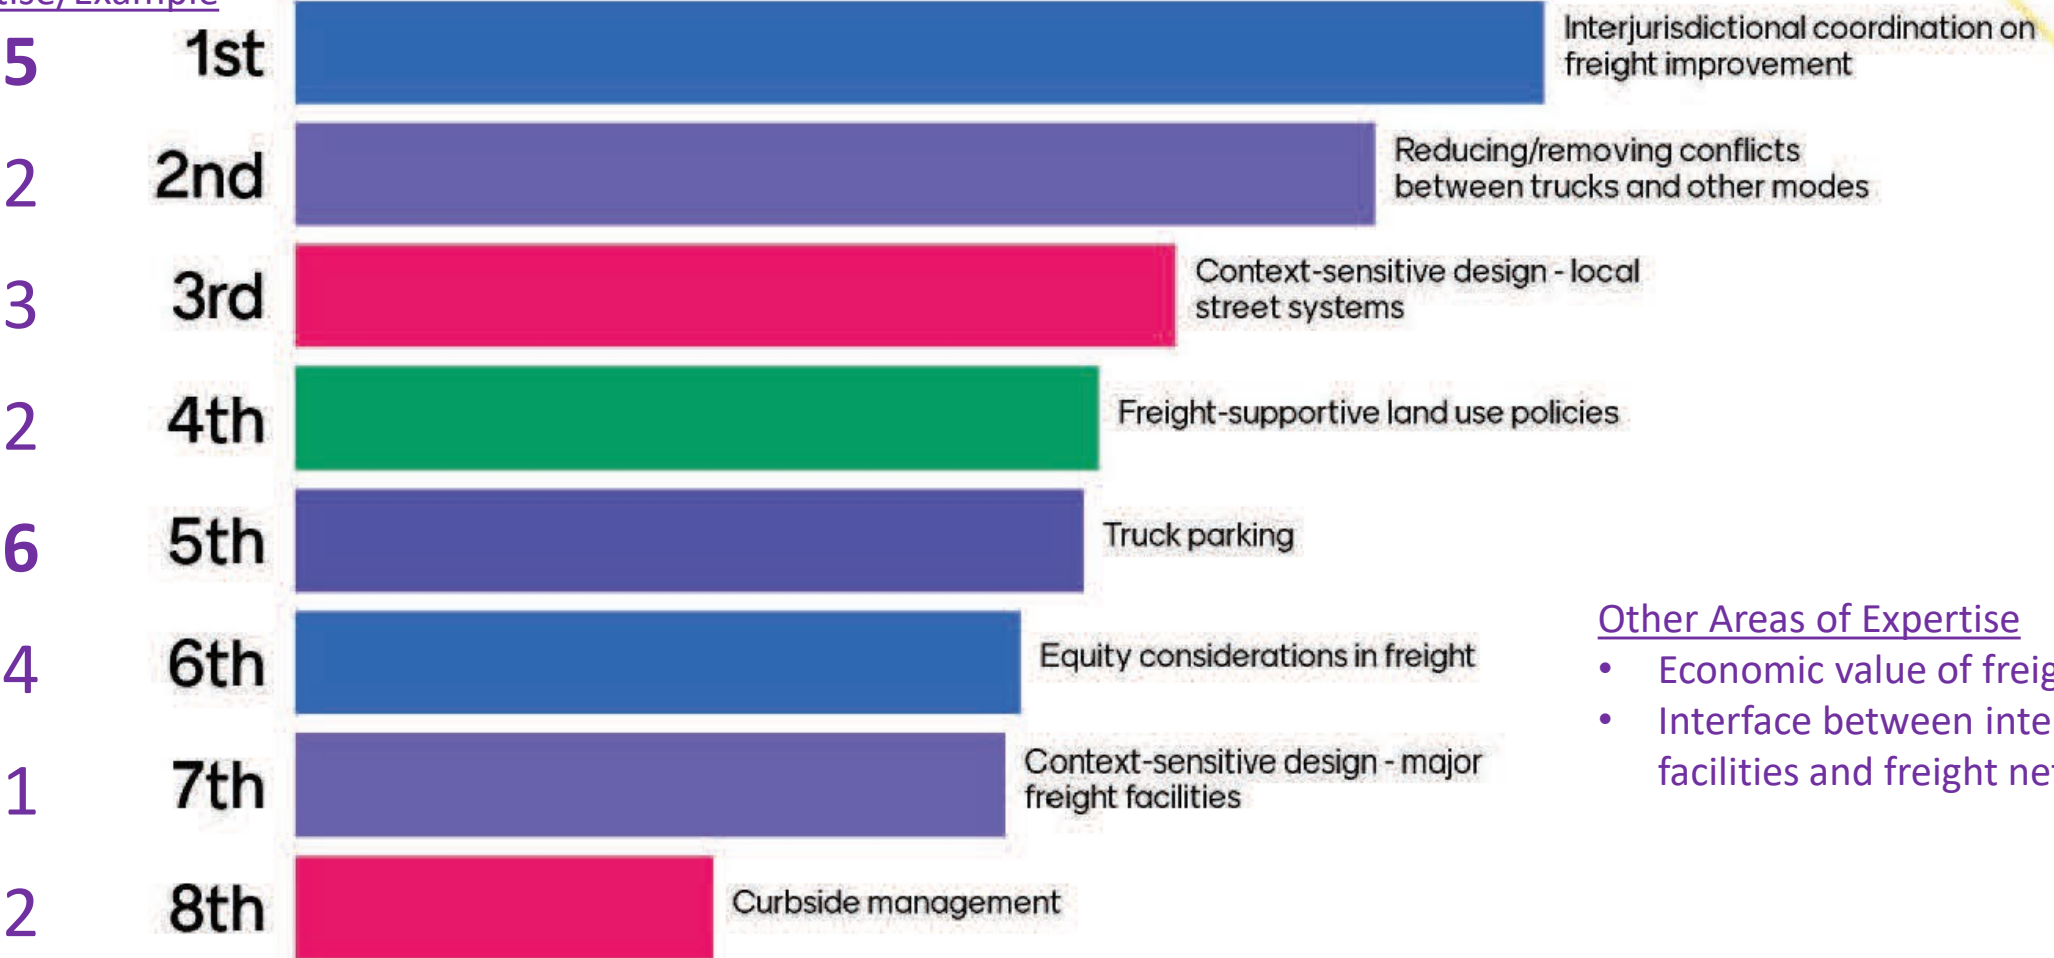 5
1st
Interjurisdictional coordination on
freight improvement
2
2nd
Reducing/removing conflicts
between trucks and other modes
3
3rd
Context-sensitive design - local
street systems
2
4th
Freight-supportive land use policies
6
5th
Truck parking
4
6th
Equity considerations in freight
1
7th
Context-sensitive design - major
freight facilities
2
8th
Curbside management
Other Areas of Expertise
• Economic value of
• Interface between
facilities and freight